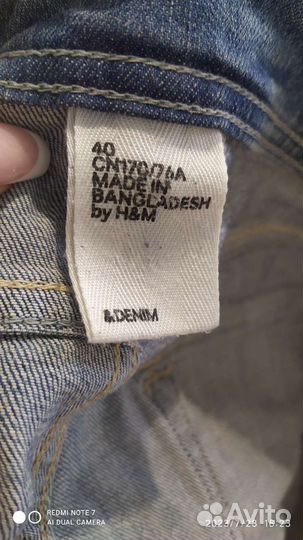 40
CN170/76A
MADE IN
BANGLADESH
by H&M
&DENIM
REDMI NOTE 7
AI DUAL CAMERA
2023/7/23 15:23
Avito